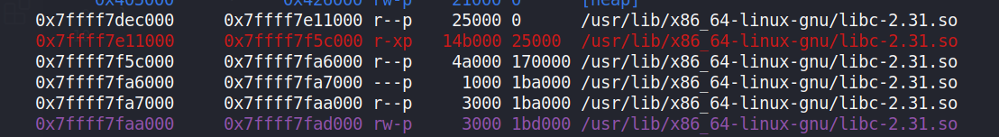 0x405000 0x426000 rw-p 21000 0 [heap]
0x7ffff7dec000 0x7ffff7e11000 r--p 25000 0 /usr/lib/x86_64-linux-gnu/libc-2.31.so
0x7ffff7e11000 0x7ffff7f5c000 r-xp 14b000 25000 /usr/lib/x86_64-linux-gnu/libc-2.31.so
0x7ffff7f5c000 0x7ffff7fa6000 r--p 4a000 170000 /usr/lib/x86_64-linux-gnu/libc-2.31.so
0x7ffff7fa6000 0x7ffff7fa7000 ---p 1000 1ba000 /usr/lib/x86_64-linux-gnu/libc-2.31.so
0x7ffff7fa7000 0x7ffff7faa000 r--p 3000 1ba000 /usr/lib/x86_64-linux-gnu/libc-2.31.so
0x7ffff7faa000 0x7ffff7fad000 rw-p 3000 1bd000 /usr/lib/x86_64-linux-gnu/libc-2.31.so